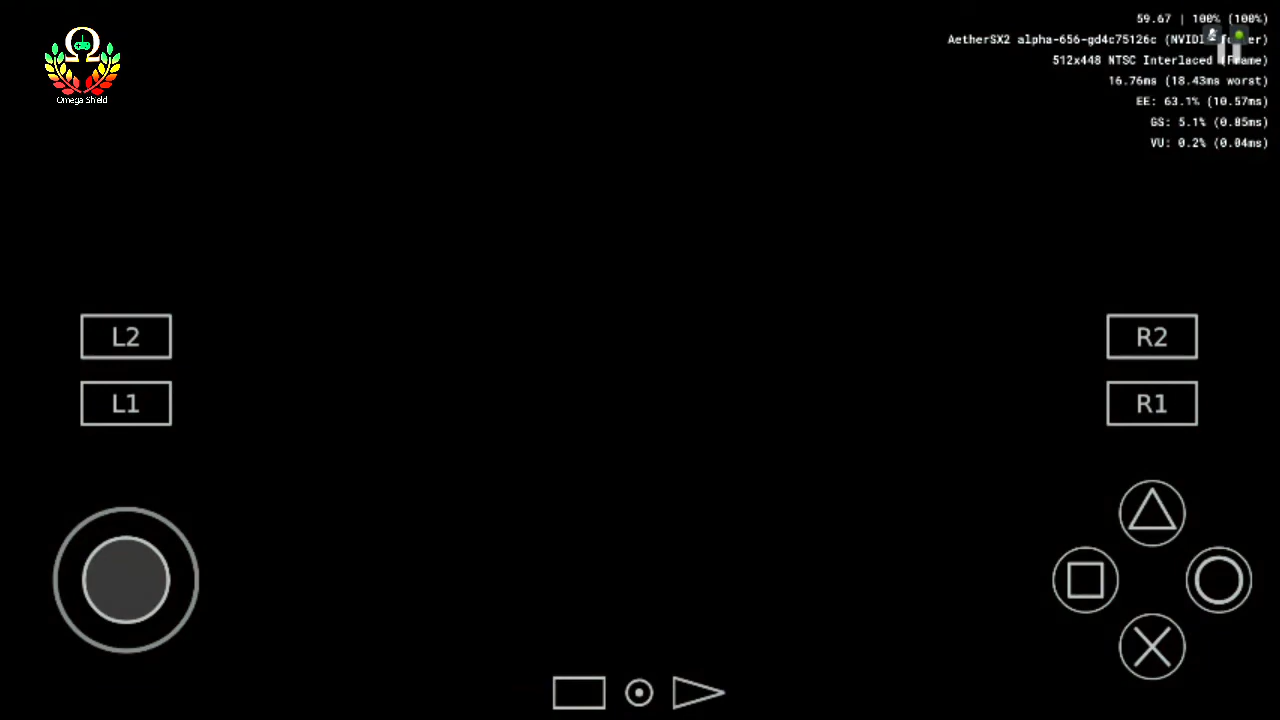 Omega Shield
59.67 | 100% (100%)
AetherSX2 alpha-656-gd4c75126c
512x448 NTSC Interlaced
16.76ms (18.43ms worst)
EE: 63.1% (10.57ms)
GS: 5.1% (0.85ms)
VU: 0.2% (0.04ms)
L2
R2
L1
R1